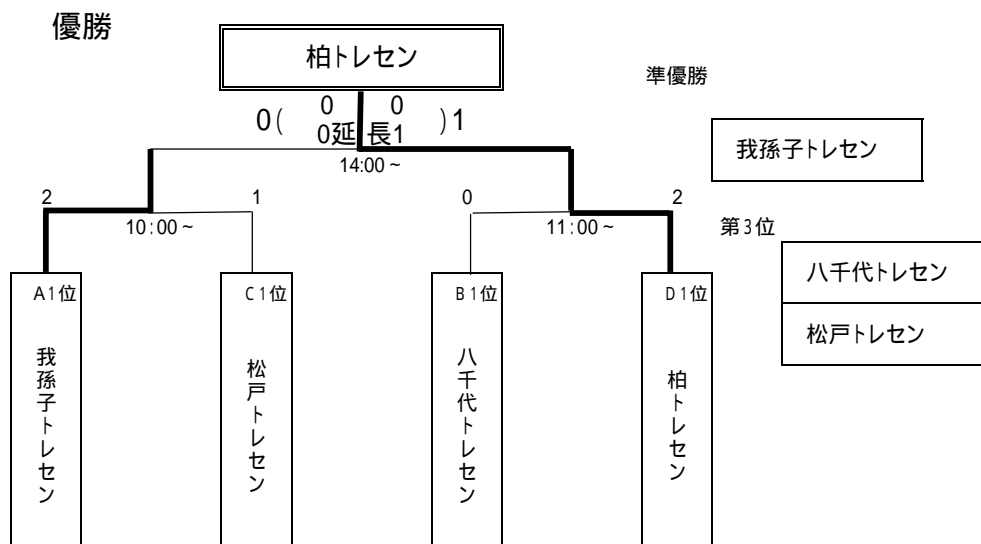 優勝
柏トレセン
準優勝
0( 0 0 )1
0延長1
14:00~
我孫子トレセン
2 1 0 2
10:00~ 11:00~
第3位
八千代トレセン
松戸トレセン
A1位 C1位 B1位 D1位
我孫子トレセン
松戸トレセン
八千代トレセン
柏トレセン